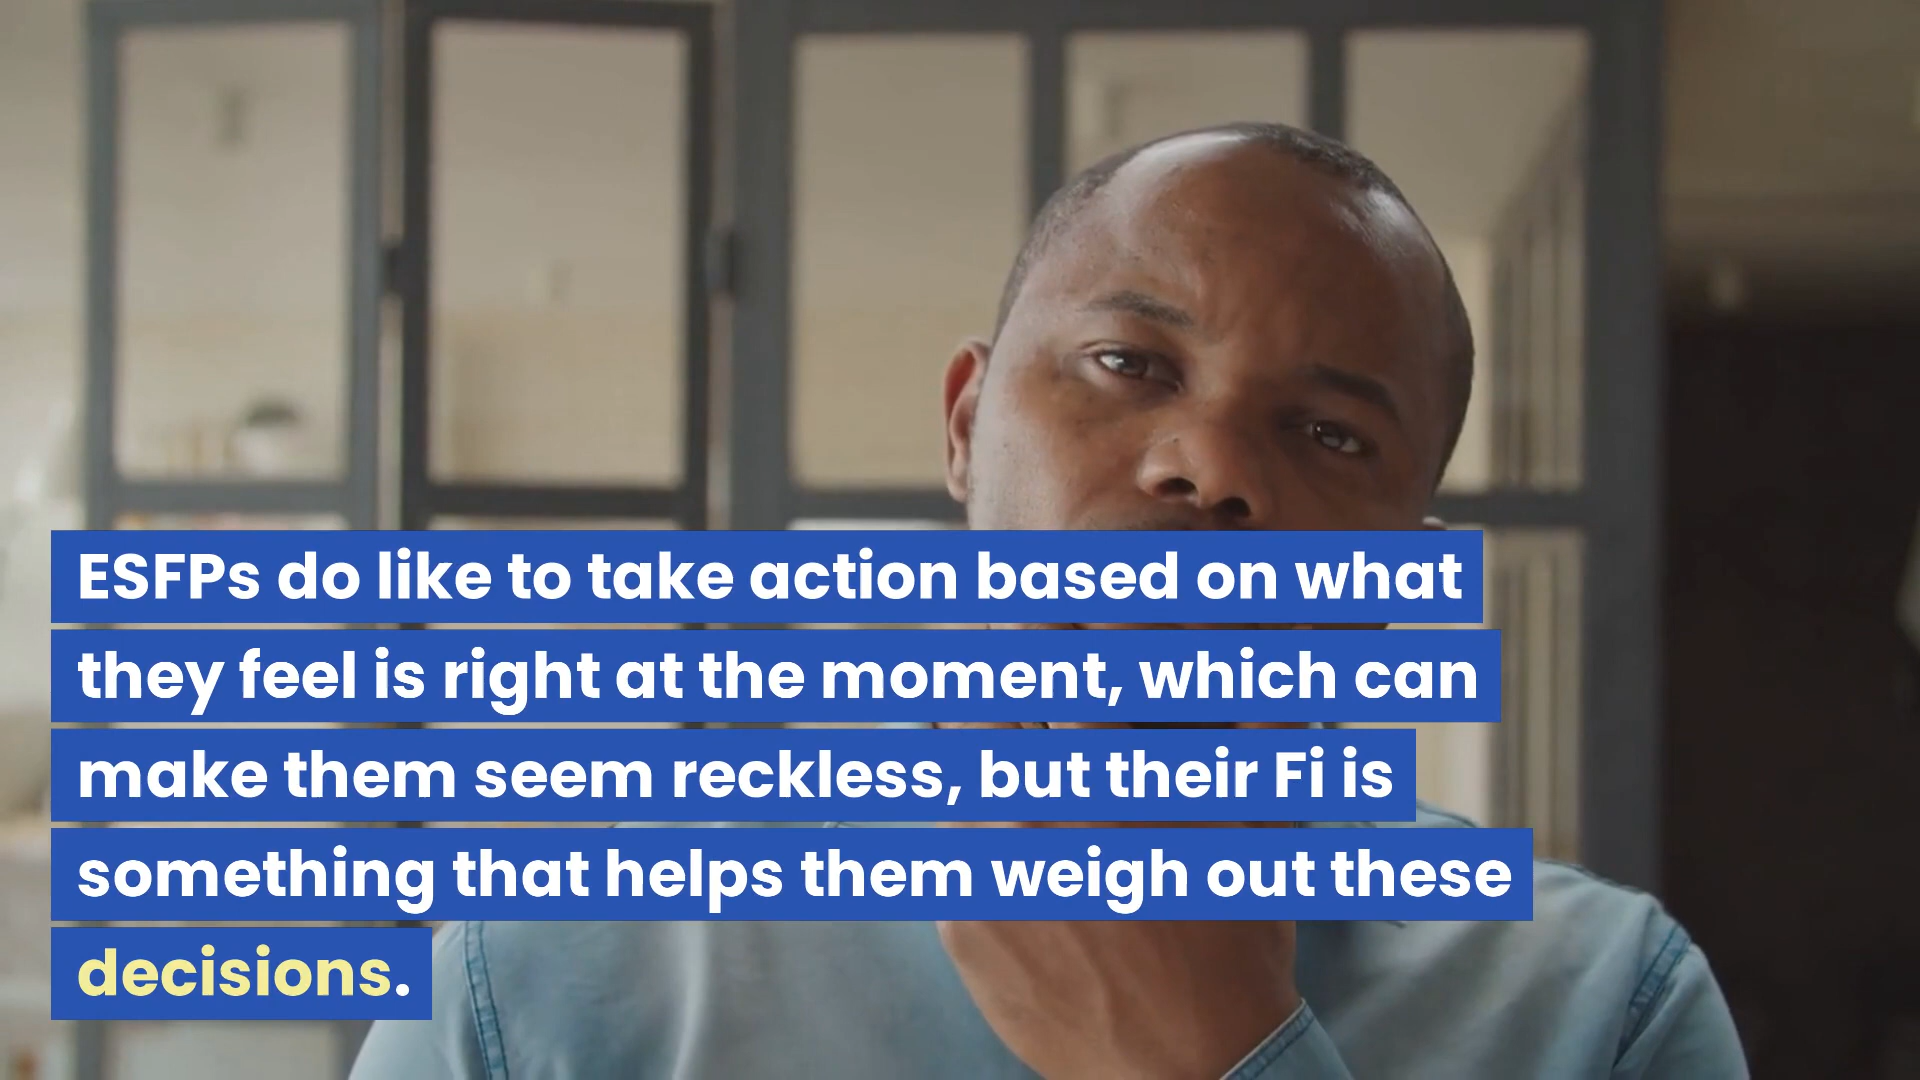 ESFPs do like to take action based on what
they feel is right at the moment, which can
make them seem reckless, but their Fi is
something that helps them weigh out these
decisions.